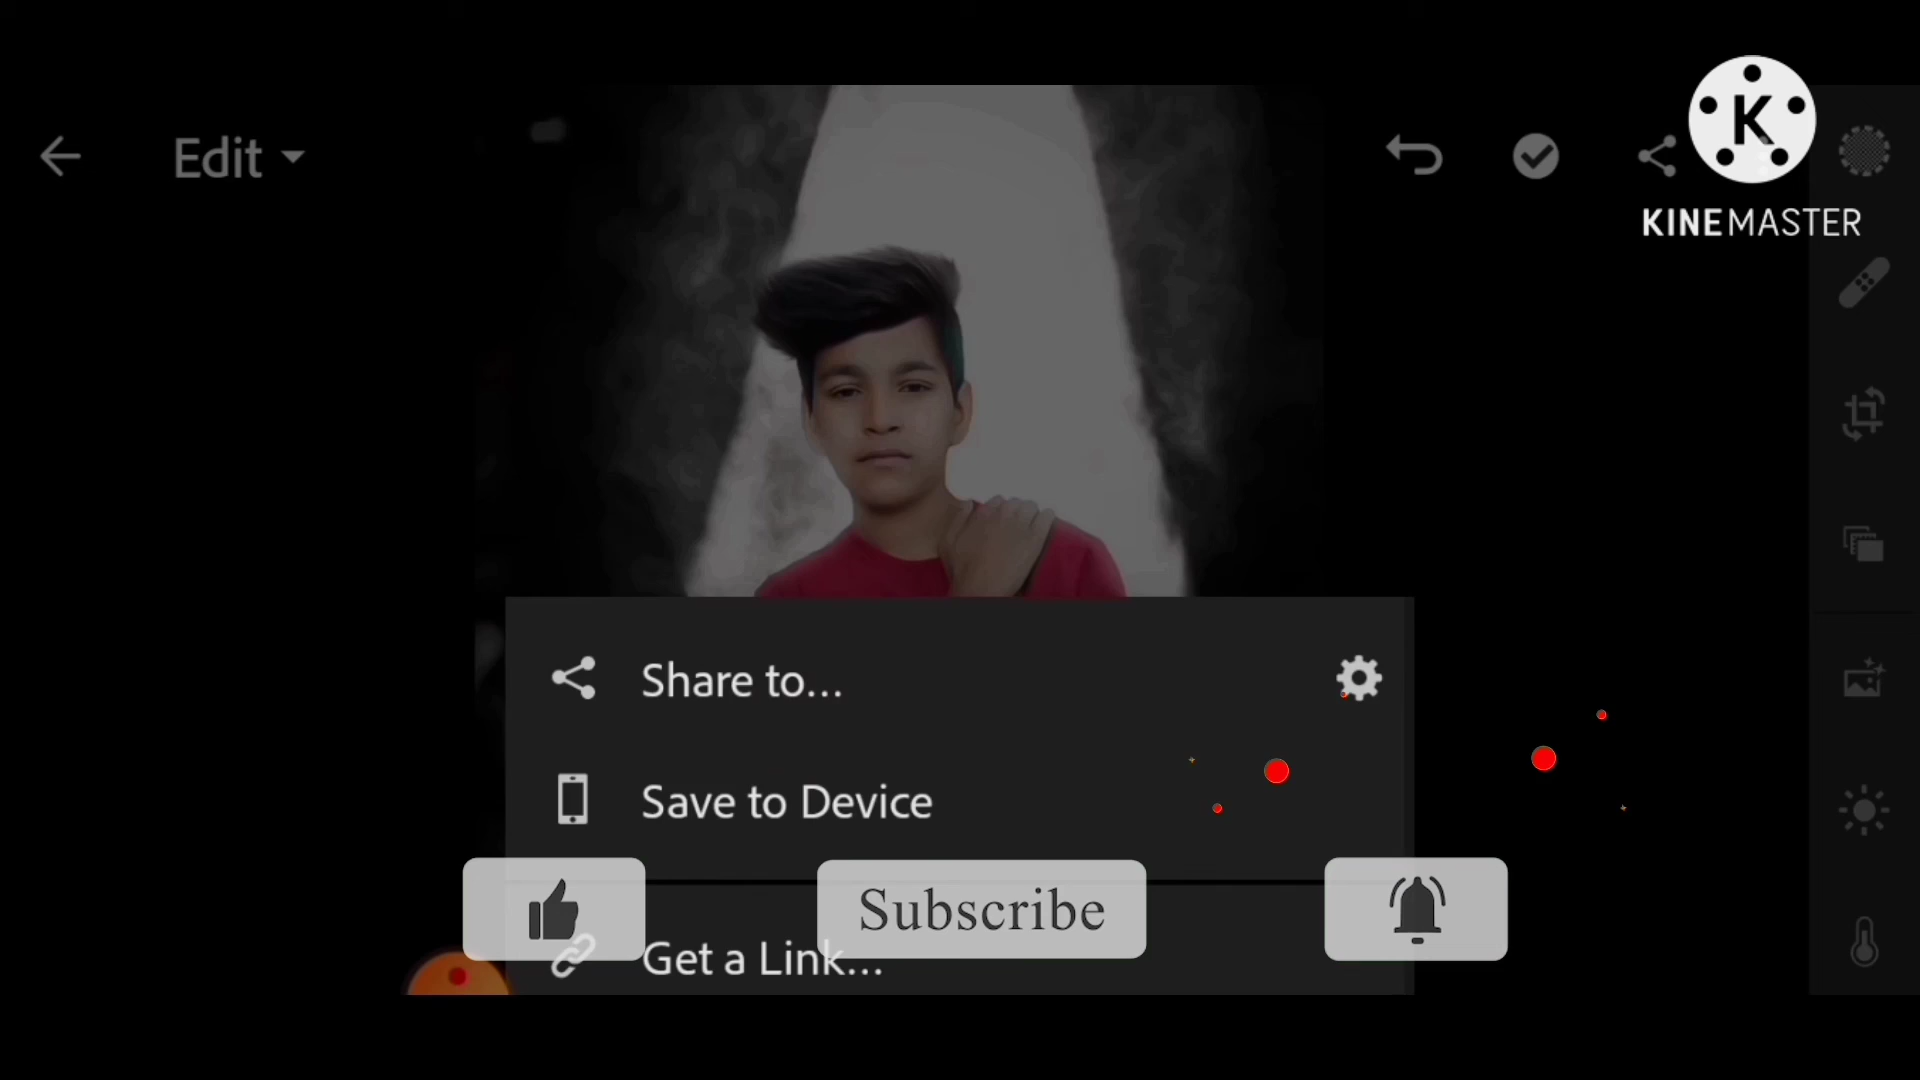 Edit
K
KINEMASTER
Share to...
Save to Device
Subscribe
Get a Link...